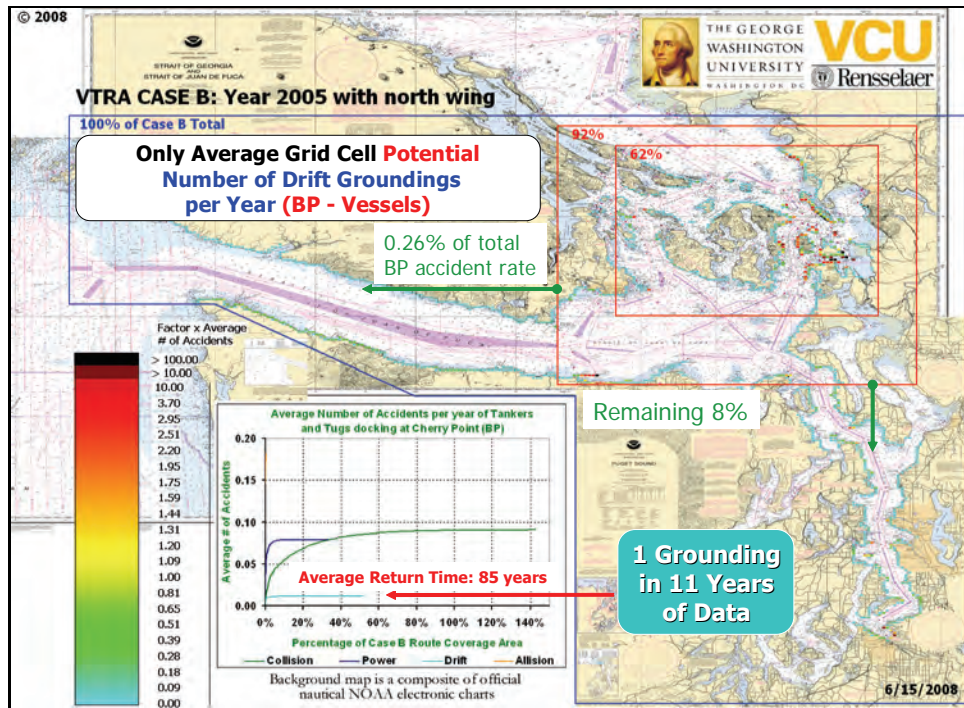 © 2008
STRAIT OF GEORGIA
AND
STRAIT OF JUAN DE FUCA
THE GEORGE
WASHINGTON
UNIVERSITY
WASHINGTON DC
VCU
Rensselaer
VTRA CASE B: Year 2005 with north wing
100% of Case B Total
92%
62%
Only Average Grid Cell Potential
Number of Drift Groundings
per Year (BP - Vessels)
0.26% of total
BP accident rate
Factor x Average
# of Accidents
> 100.00
> 10.00
10.00
3.70
2.95
2.51
2.20
1.95
1.75
1.59
1.44
1.31
1.20
1.09
1.00
0.81
0.65
0.51
0.39
0.28
0.18
0.09
0.00
Average Number of Accidents per year of Tankers
and Tugs docking at Cherry Point (BP)
Average # of Accidents
0.20
0.15
0.10
0.05
0.00
Average Return Time: 85 years
0% 20% 40% 60% 80% 100% 120% 140%
Percentage of Case B Route Coverage Area
Collision Power Drift Allision
Background map is a composite of official
nautical NOAA electronic charts
Remaining 8%
PUGET SOUND
1 Grounding
in 11 Years
of Data
6/15/2008